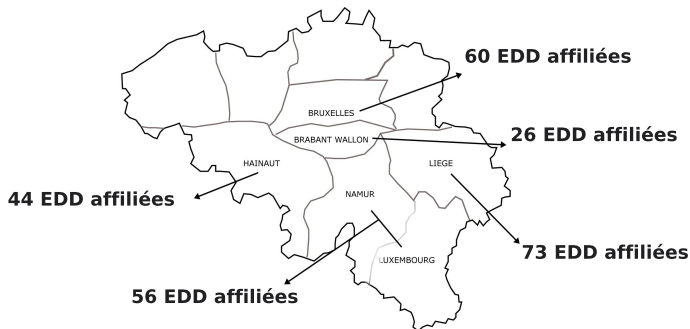 60 EDD affiliées
BRUXELLES
26 EDD affiliées
BRABANT WALLON
HAINAUT
LIEGE
44 EDD affiliées
NAMUR
73 EDD affiliées
LUXEMBOURG
56 EDD affiliées